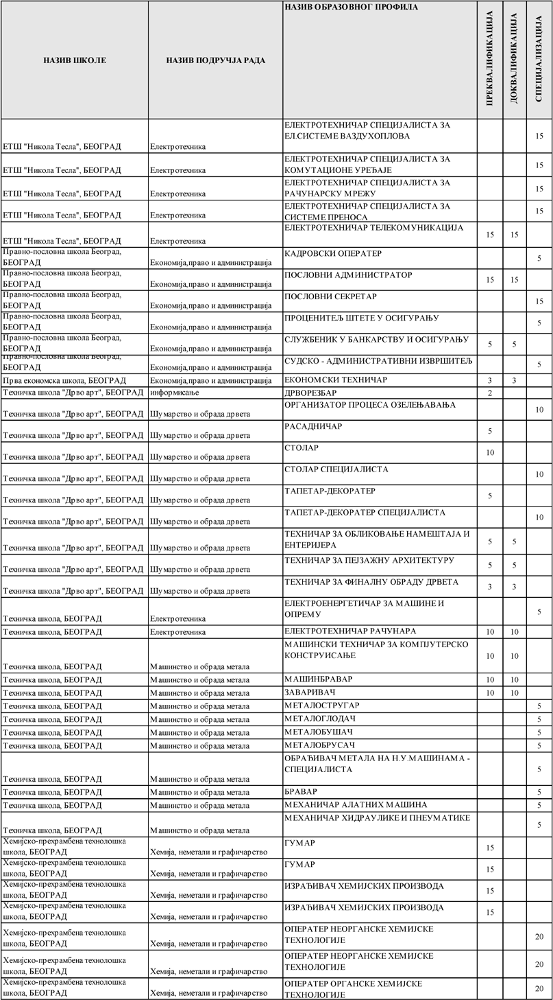 НАЗИВ ШКОЛЕ
НАЗИВ ПОДРУЧЈА РАДА
НАЗИВ ОБРАЗОВНОГ ПРОФИЛА
ПРЕКВАЛИФИКАЦИЈА
ДОКВАЛИФИКАЦИЈА
СПЕЦИЈАЛИЗАЦИЈА
ЕТШ "Никола Тесла", БЕОГРАД
Електротехника
ЕЛЕКТРОТЕХНИЧАР СПЕЦИЈАЛИСТА ЗА
ЕЛ.СИСТЕМЕ ВАЗДУХОПЛОВА
15
ЕТШ "Никола Тесла", БЕОГРАД
Електротехника
ЕЛЕКТРОТЕХНИЧАР СПЕЦИЈАЛИСТА ЗА
КОМУТАЦИОНЕ УРЕЂАЈЕ
15
ЕТШ "Никола Тесла", БЕОГРАД
Електротехника
ЕЛЕКТРОТЕХНИЧАР СПЕЦИЈАЛИСТА ЗА
РАЧУНАРСКУ МРЕЖУ
15
ЕТШ "Никола Тесла", БЕОГРАД
Електротехника
ЕЛЕКТРОТЕХНИЧАР СПЕЦИЈАЛИСТА ЗА
СИСТЕМЕ ПРЕНОСА
15
ЕТШ "Никола Тесла", БЕОГРАД
Електротехника
ЕЛЕКТРОТЕХНИЧАР ТЕЛЕКОМУНИКАЦИЈА
15 15
Правно-пословна школа Београд,
БЕОГРАД
Економија,право и администрација
КАДРОВСКИ ОПЕРАТЕР
5
Правно-пословна школа Београд,
БЕОГРАД
Економија,право и администрација
ПОСЛОВНИ АДМИНИСТРАТОР
15 15
Правно-пословна школа Београд,
БЕОГРАД
Економија,право и администрација
ПОСЛОВНИ СЕКРЕТАР
15
Правно-пословна школа Београд,
БЕОГРАД
Економија,право и администрација
ПРОЦЕНИТЕЉ ШТЕТЕ У ОСИГУРАЊУ
5
Правно-пословна школа Београд,
БЕОГРАД
Економија,право и администрација
СЛУЖБЕНИК У БАНКАРСТВУ И ОСИГУРАЊУ
5 5
Правно-пословна школа Београд,
БЕОГРАД
Економија,право и администрација
СУДСКО - АДМИНИСТРАТИВНИ ИЗВРШИТЕЉ
5
Прва економска школа, БЕОГРАД
Економија,право и администрација
ЕКОНОМСКИ ТЕХНИЧАР
3 3
Техничка школа "Дрво арт", БЕОГРАД
информисање
ДРВОРЕЗБАР
2
Техничка школа "Дрво арт", БЕОГРАД
Шумарство и обрада дрвета
ОРГАНИЗАТОР ПРОЦЕСА ОЗЕЛЕЊАВАЊА
10
Техничка школа "Дрво арт", БЕОГРАД
Шумарство и обрада дрвета
РАСАДНИЧАР
5
Техничка школа "Дрво арт", БЕОГРАД
Шумарство и обрада дрвета
СТОЛАР
10
Техничка школа "Дрво арт", БЕОГРАД
Шумарство и обрада дрвета
СТОЛАР СПЕЦИЈАЛИСТА
10
Техничка школа "Дрво арт", БЕОГРАД
Шумарство и обрада дрвета
ТАПЕТАР-ДЕКОРАТЕР
5
Техничка школа "Дрво арт", БЕОГРАД
Шумарство и обрада дрвета
ТАПЕТАР-ДЕКОРАТЕР СПЕЦИЈАЛИСТА
10
Техничка школа "Дрво арт", БЕОГРАД
Шумарство и обрада дрвета
ТЕХНИЧАР ЗА ОБЛИКОВАЊЕ НАМЕШТАЈА И
ЕНТЕРИЈЕРА
5 5
Техничка школа "Дрво арт", БЕОГРАД
Шумарство и обрада дрвета
ТЕХНИЧАР ЗА ПЕЈЗАЖНУ АРХИТЕКТУРУ
5 5
Техничка школа "Дрво арт", БЕОГРАД
Шумарство и обрада дрвета
ТЕХНИЧАР ЗА ФИНАЛНУ ОБРАДУ ДРВЕТА
3 3
Техничка школа, БЕОГРАД
Електротехника
ЕЛЕКТРОЕНЕРГЕТИЧАР ЗА МАШИНЕ И
ОПРЕМУ
5
Техничка школа, БЕОГРАД
Електротехника
ЕЛЕКТРОТЕХНИЧАР РАЧУНАРА
10 10
Техничка школа, БЕОГРАД
Машинство и обрада метала
МАШИНСКИ ТЕХНИЧАР ЗА КОМПЈУТЕРСКО
КОНСТРУИСАЊЕ
10 10
Техничка школа, БЕОГРАД
Машинство и обрада метала
МАШИНБРАВАР
10 10
Техничка школа, БЕОГРАД
Машинство и обрада метала
ЗАВАРИВАЧ
10 10
Техничка школа, БЕОГРАД
Машинство и обрада метала
МЕТАЛОСТРУГАР
5
Техничка школа, БЕОГРАД
Машинство и обрада метала
МЕТАЛОГЛОДАЧ
5
Техничка школа, БЕОГРАД
Машинство и обрада метала
МЕТАЛОБУШАЧ
5
Техничка школа, БЕОГРАД
Машинство и обрада метала
МЕТАЛОБРУСАЧ
5
Техничка школа, БЕОГРАД
Машинство и обрада метала
ОБРАЂИВАЧ МЕТАЛА НА Н.У.МАШИНАМА -
СПЕЦИЈАЛИСТА
5
Техничка школа, БЕОГРАД
Машинство и обрада метала
БРАВАР
5
Техничка школа, БЕОГРАД
Машинство и обрада метала
МЕХАНИЧАР АЛАТНИХ МАШИНА
5
Техничка школа, БЕОГРАД
Машинство и обрада метала
МЕХАНИЧАР ХИДРАУЛИКЕ И ПНЕУМАТИКЕ
5
Хемијско-прехрамбена технолошка
школа, БЕОГРАД
Хемија, неметали и графичарство
ГУМАР
15
Хемијско-прехрамбена технолошка
школа, БЕОГРАД
Хемија, неметали и графичарство
ГУМАР
15
Хемијско-прехрамбена технолошка
школа, БЕОГРАД
Хемија, неметали и графичарство
ИЗРАЂИВАЧ ХЕМИЈСКИХ ПРОИЗВОДА
15
Хемијско-прехрамбена технолошка
школа, БЕОГРАД
Хемија, неметали и графичарство
ИЗРАЂИВАЧ ХЕМИЈСКИХ ПРОИЗВОДА
15
Хемијско-прехрамбена технолошка
школа, БЕОГРАД
Хемија, неметали и графичарство
ОПЕРАТЕР НЕОРГАНСКЕ ХЕМИЈСКЕ
ТЕХНОЛОГИЈЕ
20
Хемијско-прехрамбена технолошка
школа, БЕОГРАД
Хемија, неметали и графичарство
ОПЕРАТЕР НЕОРГАНСКЕ ХЕМИЈСКЕ
ТЕХНОЛОГИЈЕ
20
Хемијско-прехрамбена технолошка
школа, БЕОГРАД
Хемија, неметали и графичарство
ОПЕРАТЕР ОРГАНСКЕ ХЕМИЈСКЕ
ТЕХНОЛОГИЈЕ
20